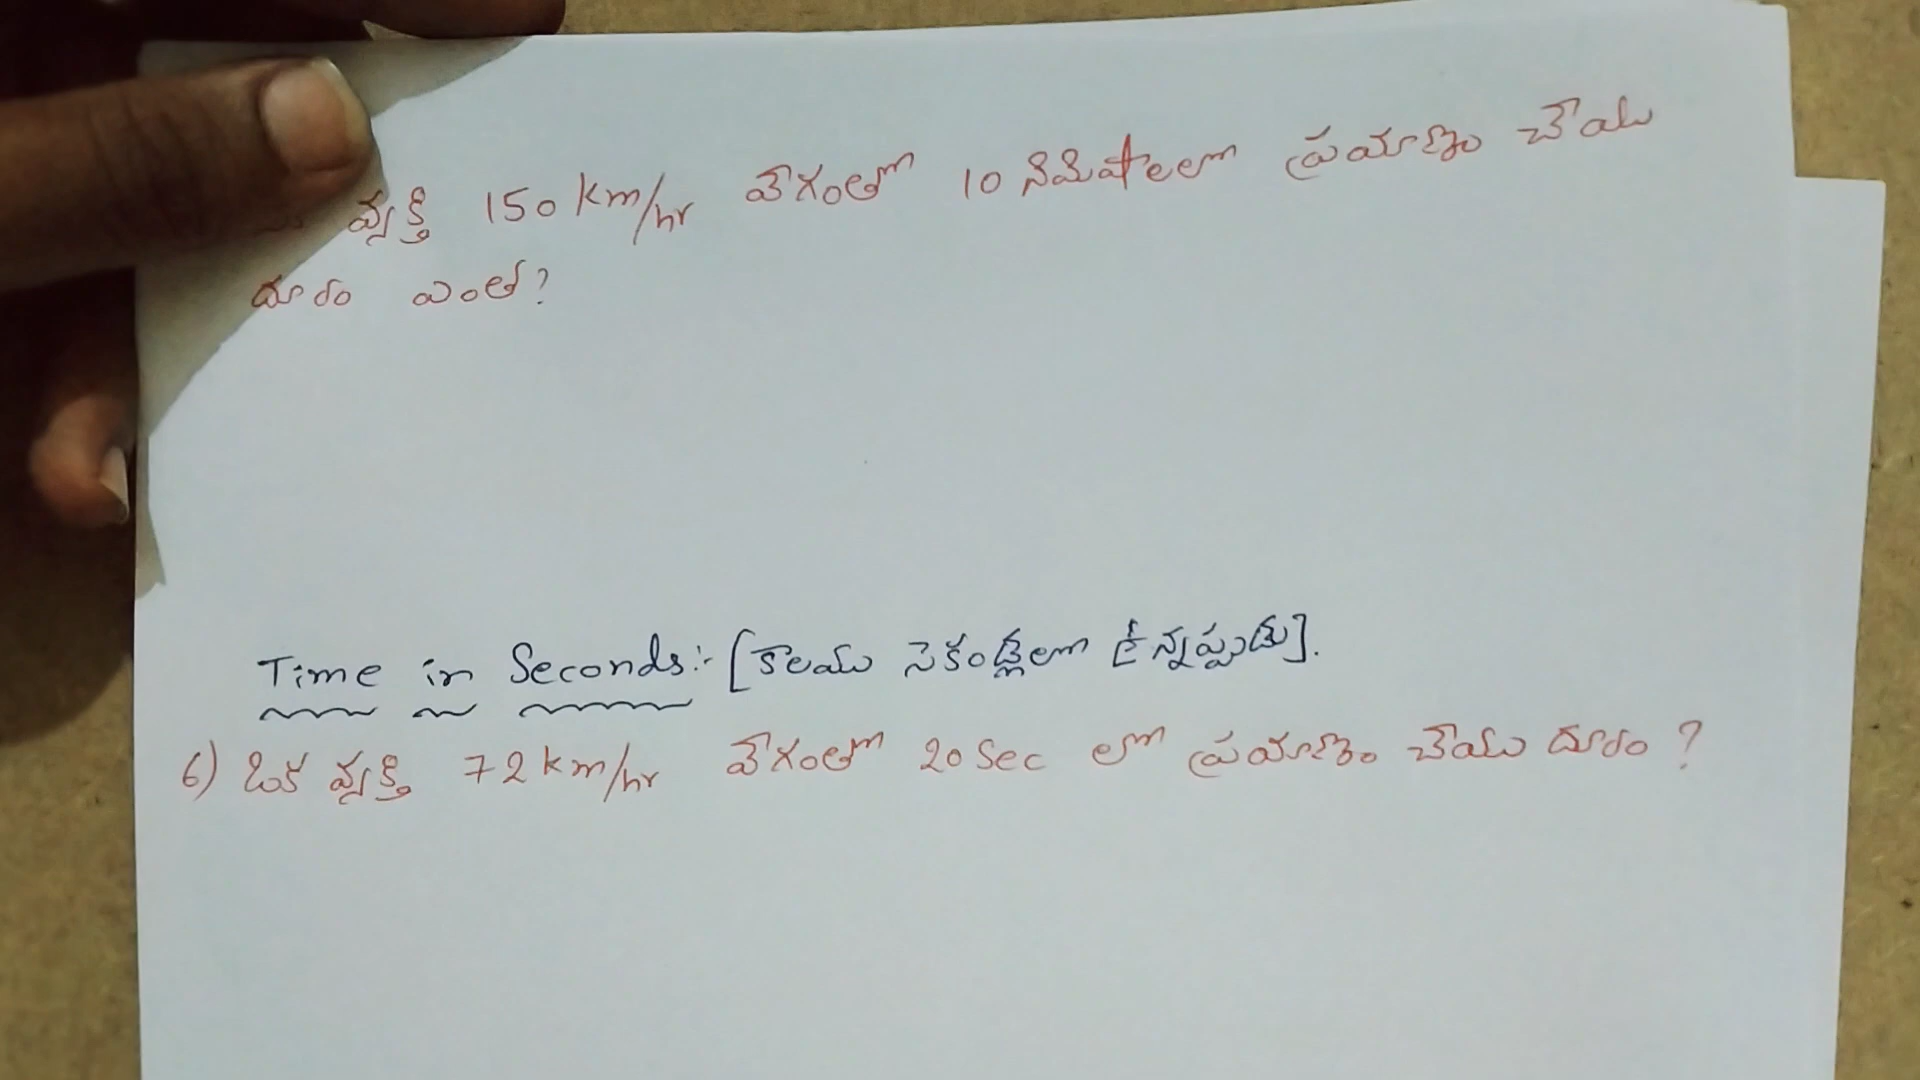 వ్యక్తి 150 km/hr వేగంతో 10 నిమిషాలలో ప్రయాణం చేయు
దూరం ఎంత?
Time in Seconds:- [కాలము సెకండ్లలో ఉన్నప్పుడు].
6) ఒక వ్యక్తి 72 km/hr వేగంతో 20 Sec లో ప్రయాణం చేయు దూరం ?